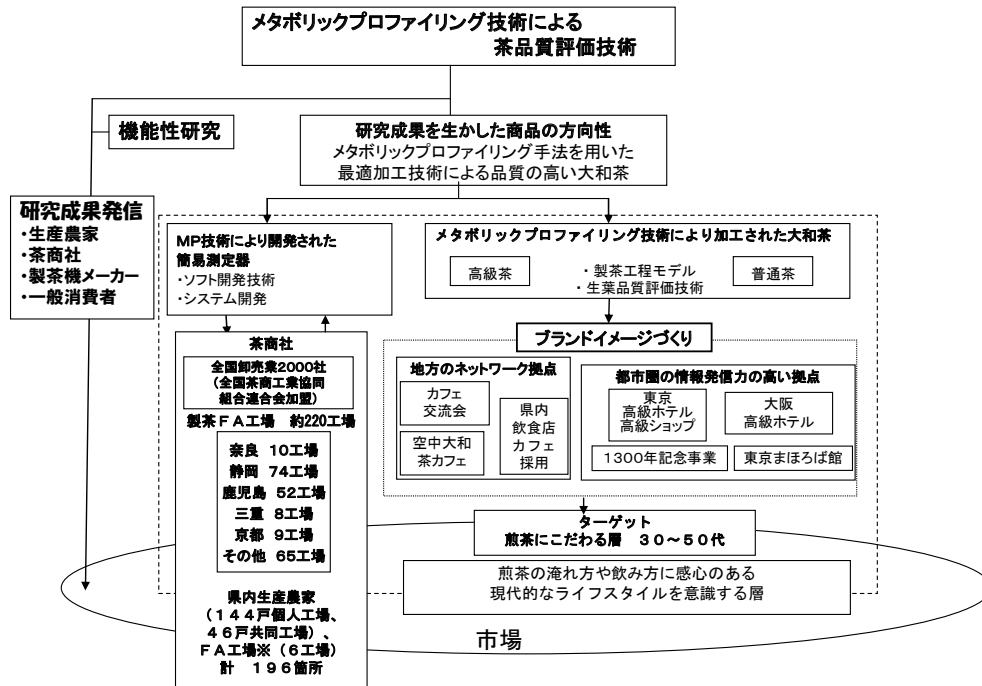 メタボリックプロファイリング技術による
茶品質評価技術
機能性研究
研究成果を生かした商品の方向性
メタボリックプロファイリング手法を用いた
最適加工技術による品質の高い大和茶
研究成果発信
・生産農家
・茶商社
・製茶機メーカー
・一般消費者
MP技術により開発された
簡易測定器
・ソフト開発技術
・システム開発
メタボリックプロファイリング技術により加工された大和茶
高級茶
・製茶工程モデル
・生葉品質評価技術
普通茶
茶商社
全国卸売業2000社
(全国茶商工業協同
組合連合会加盟)
製茶FA工場 約220工場
奈良 10工場
静岡 74工場
鹿児島 52工場
三重 8工場
京都 9工場
その他 65工場
県内生産農家
(144戸個人工場、
46戸共同工場)、
FA工場※(6工場)
計 196箇所
ブランドイメージづくり
地方のネットワーク拠点
カフェ
交流会
空中大和
茶カフェ
県内
飲食店
カフェ
採用
都市圏の情報発信力の高い拠点
東京
高級ホテル
高級ショップ
大阪
高級ホテル
1300年記念事業
東京まほろば館
ターゲット
煎茶にこだわる層 30～50代
煎茶の淹れ方や飲み方に感心のある
現代的なライフスタイルを意識する層
市場